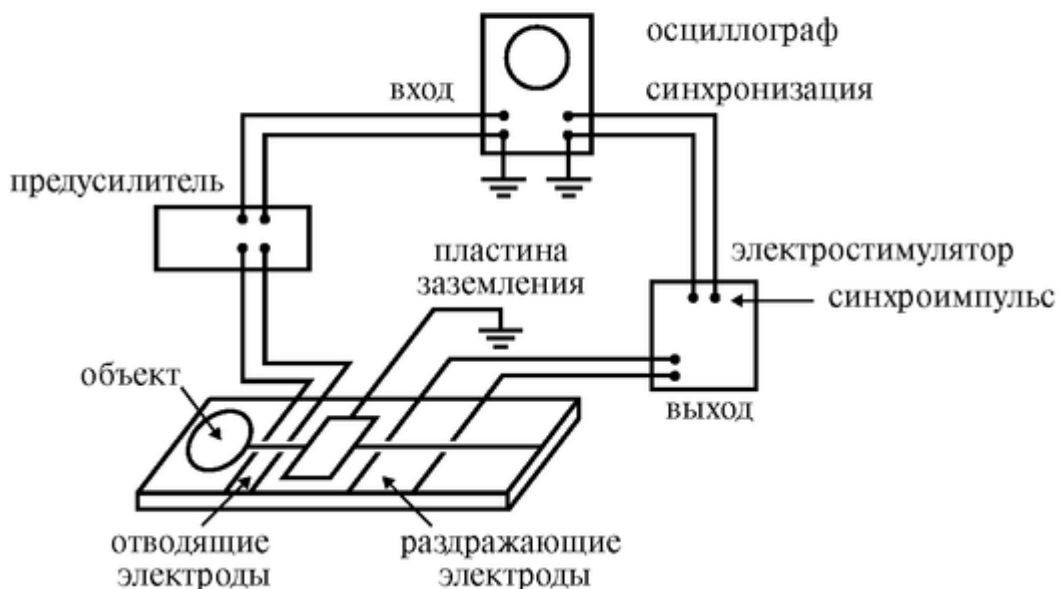 осциллограф
вход
синхронизация
предусилитель
пластина
заземления
электростимулятор
синхроимпульс
объект
выход
отводящие
электроды
раздражающие
электроды